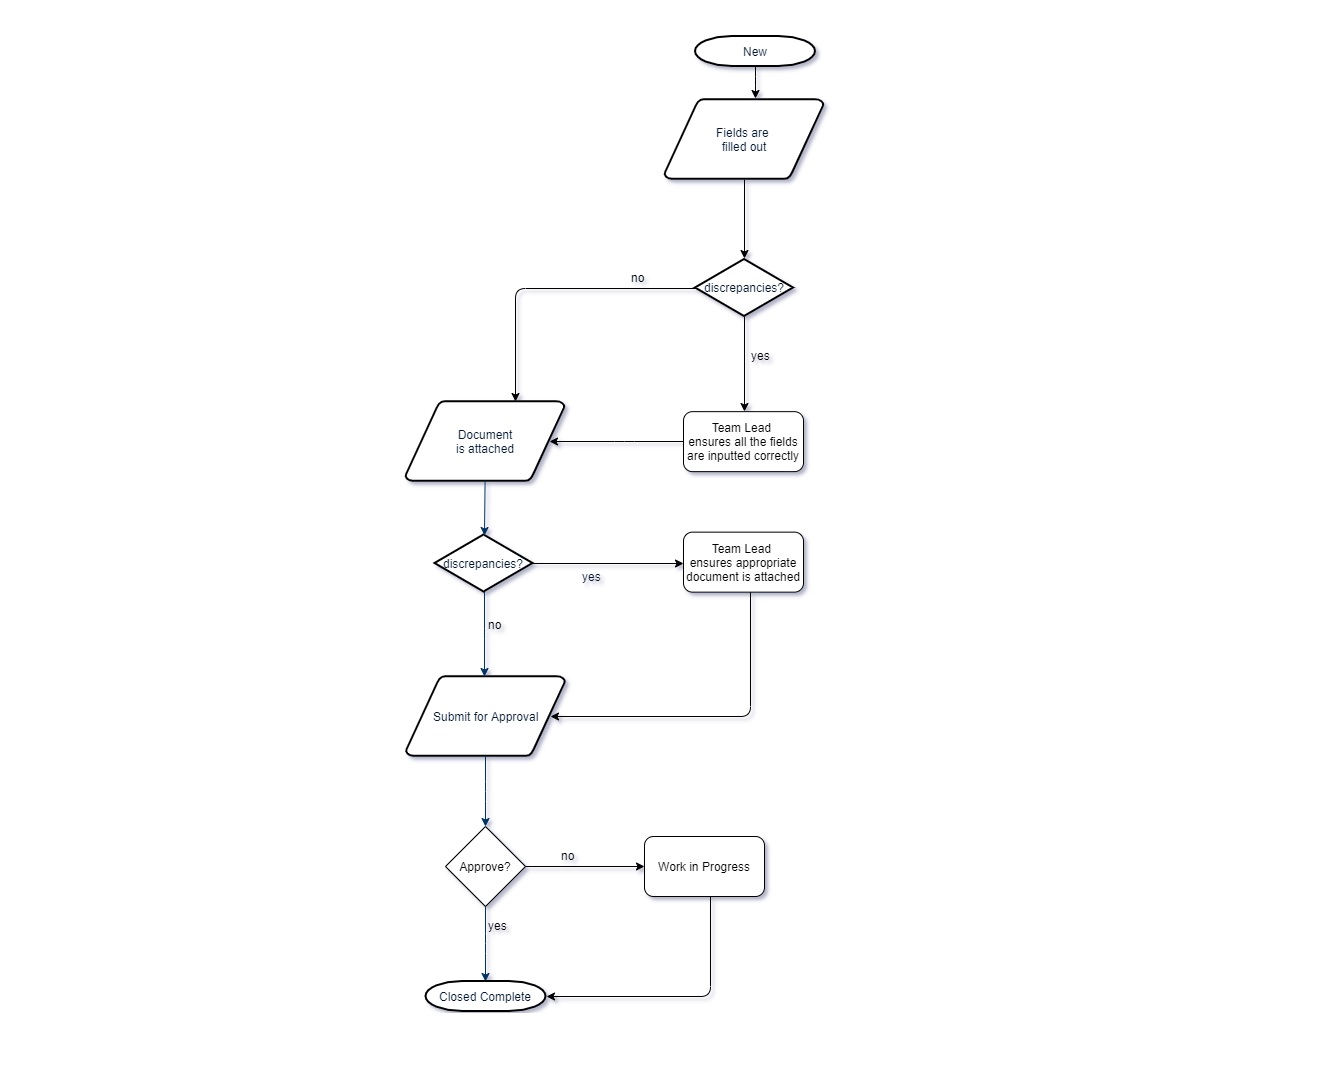 New
Fields are
filled out
discrepancies?
no
yes
Document
is attached
Team Lead
ensures all the fields
are inputted correctly
discrepancies?
yes
Team Lead
ensures appropriate
document is attached
no
Submit for Approval
Approve?
no
Work in Progress
yes
Closed Complete